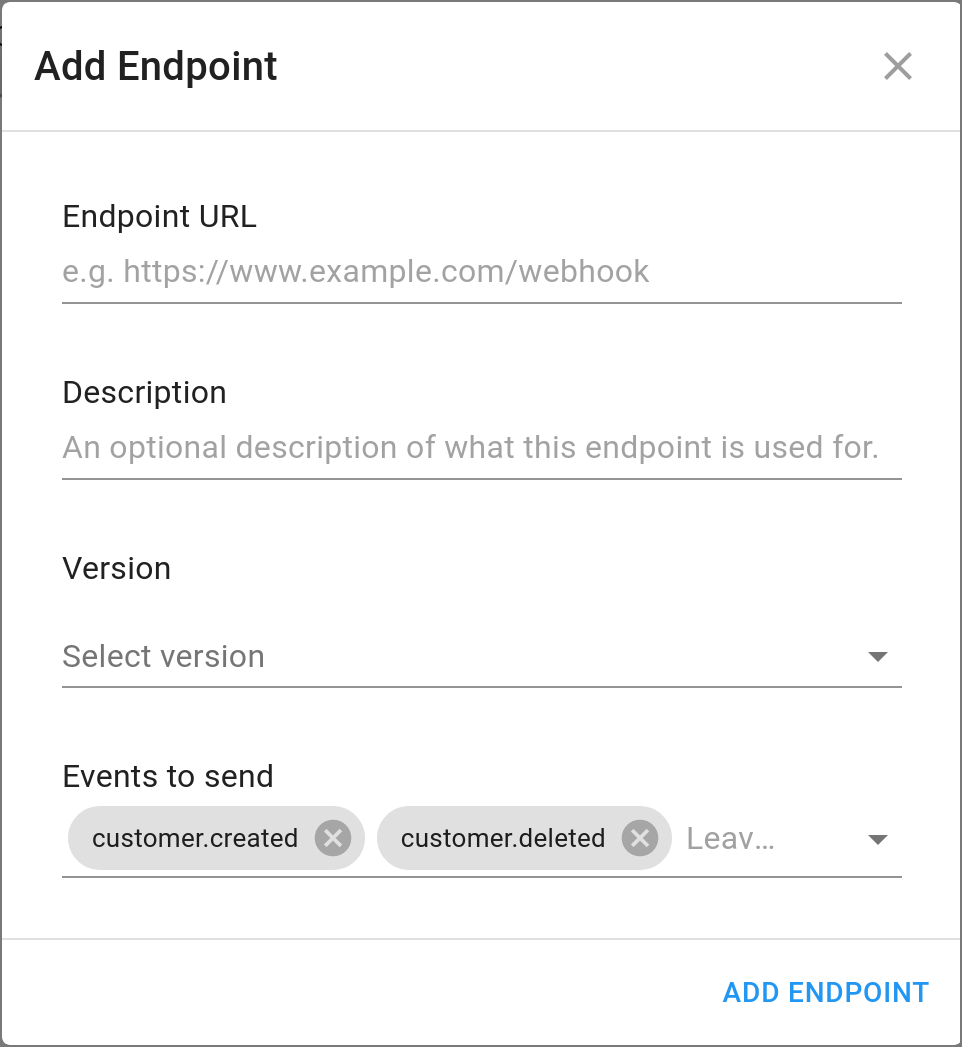 Add Endpoint
Endpoint URL
e.g. https://www.example.com/webhook
Description
An optional description of what this endpoint is used for.
Version
Select version
Events to send
customer.created customer.deleted Leav...
ADD ENDPOINT